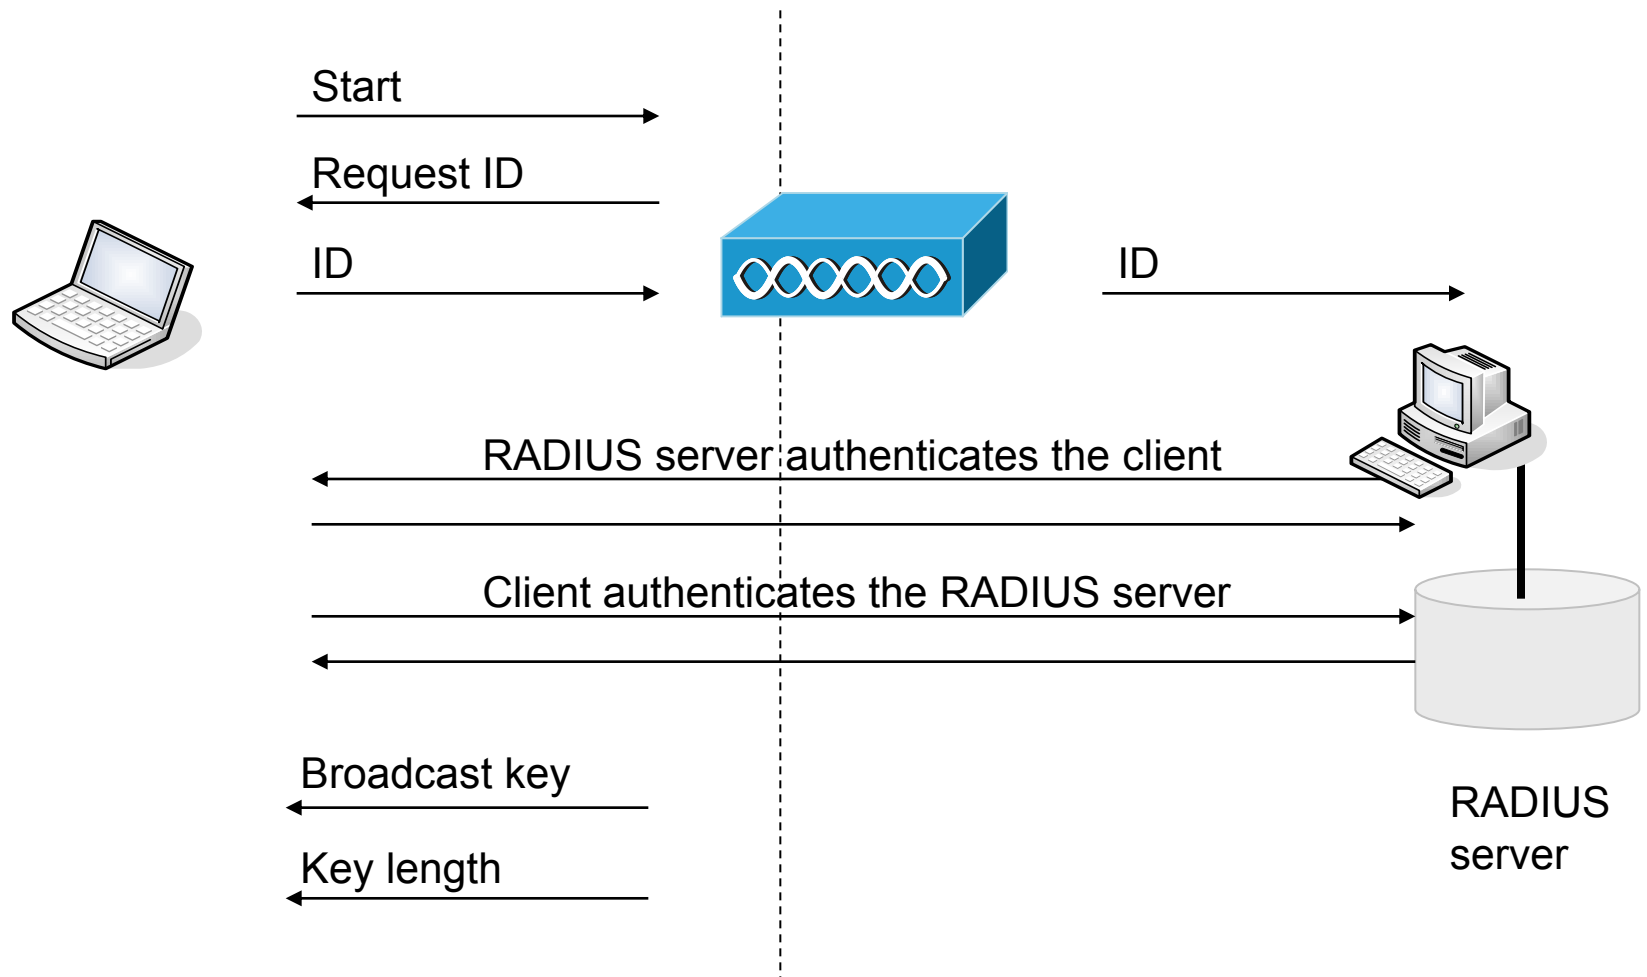 Start
Request ID
ID
ID
RADIUS server authenticates the client
Client authenticates the RADIUS server
Broadcast key
RADIUS
server
Key length